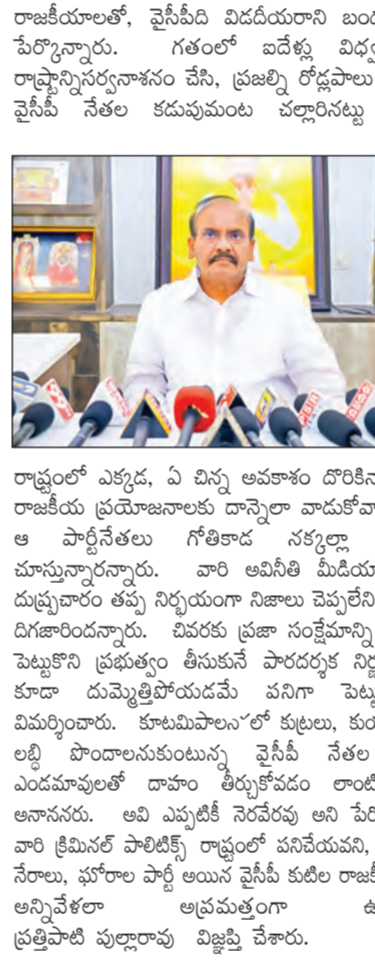 రాజకీయాలతో, వైసీపీది విడదీయరాని
పేర్కొన్నారు. గతంలో ఐదేళ్లు
రాష్ట్రాన్నిసర్వనాశనం చేసి, ప్రజల్ని రోడ్లపాలు
వైసీపీ నేతల కడుపుమంట చల్లారినట్టు
రాష్ట్రంలో ఎక్కడ, ఏ చిన్న అవకాశం
రాజకీయ ప్రయోజనాలకు దాన్నెలా
ఆ పార్టీనేతలు గోతికాడ నక్కల్లా
చూస్తున్నారన్నారు. వారి అవినీతి
దుష్ప్రచారం తప్ప నిర్భయంగా నిజాలు
దిగజారిందన్నారు. చివరకు ప్రజా సంక్షేమాన్ని
పెట్టుకొని ప్రభుత్వం తీసుకునే పారదర్శక
కూడా దుమ్మెత్తిపోయడమే పనిగా
విమర్శించారు. కూటమిపాలనలో కుట్రలు,
లబ్ధి పొందాలనుకుంటున్న వైసీపీ నేతల
ఎండమావులతో దాహం తీర్చుకోవడం
అనాననరు. అవి ఎప్పటికీ నెరవేరవు అని
వారి క్రిమినల్ పాలిటిక్స్ రాష్ట్రంలో పనిచేయవని,
నేరాలు, ఘోరాల పార్టీ అయిన వైసీపీ కుటిల
అన్నివేళలా అప్రమత్తంగా
ప్రత్తిపాటి పుల్లారావు విజ్ఞప్తి చేశారు.